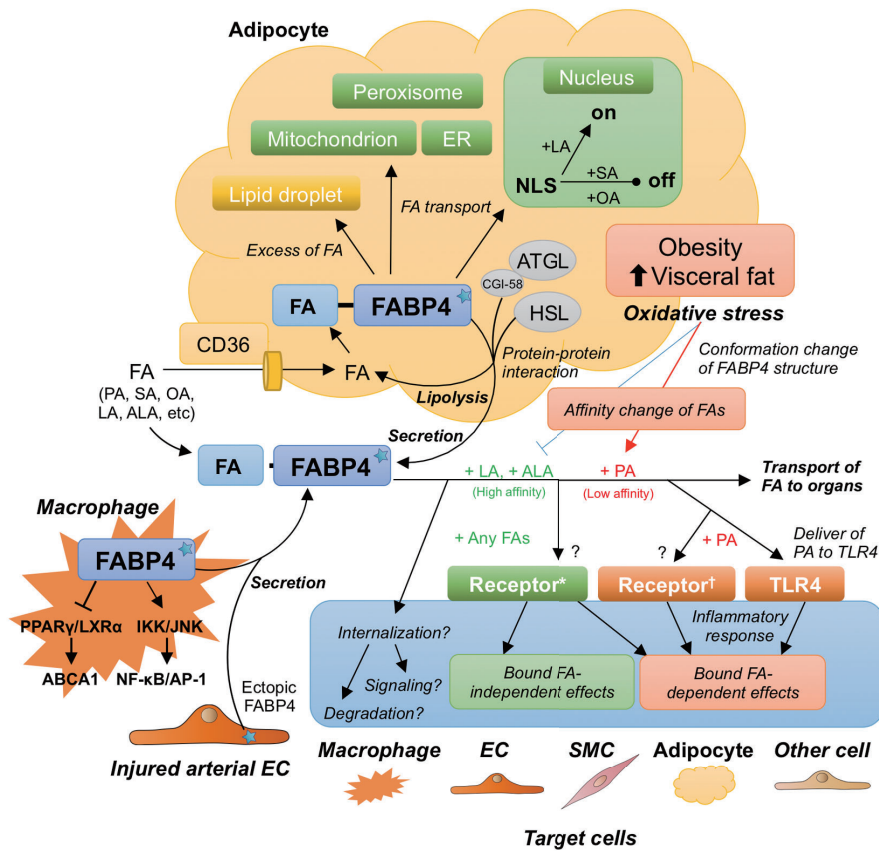 Adipocyte
Peroxisome
Mitochondrion
ER
Lipid droplet
Nucleus
on
+LA
NLS
+SA
+OA
off
Excess of FA
FA transport
FA
FABP4
CGI-58
ATGL
HSL
Obesity
⬆ Visceral fat
Oxidative stress
CD36
FA
(PA, SA, OA,
LA, ALA, etc)
FA
Lipolysis
Protein-protein
interaction
Conformation change
of FABP4 structure
Affinity change of FAs
Secretion
FA
FABP4
+ LA, + ALA
(High affinity)
+ PA
(Low affinity)
Transport of
FA to organs
Macrophage
FABP4
Secretion
PPARγ/LXRα
IKK/JNK
ABCA1
NF-κB/AP-1
Ectopic
FABP4
Injured arterial EC
+ Any FAs
?
?
+ PA
Deliver of
PA to TLR4
Receptor*
Receptor†
TLR4
Internalization?
Signaling?
Degradation?
Inflammatory
response
Bound FA-
independent effects
Bound FA-
dependent effects
Macrophage
EC
SMC
Adipocyte
Other cell
Target cells